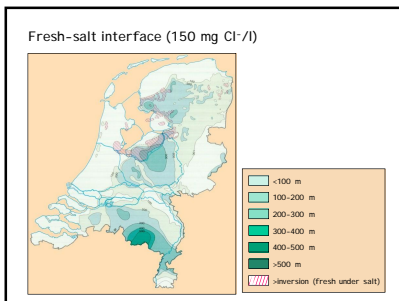 Fresh-salt interface (150 mg Cl⁻/l)
<100 m
100-200 m
200-300 m
300-400 m
400-500 m
>500 m
>inversion (fresh under salt)